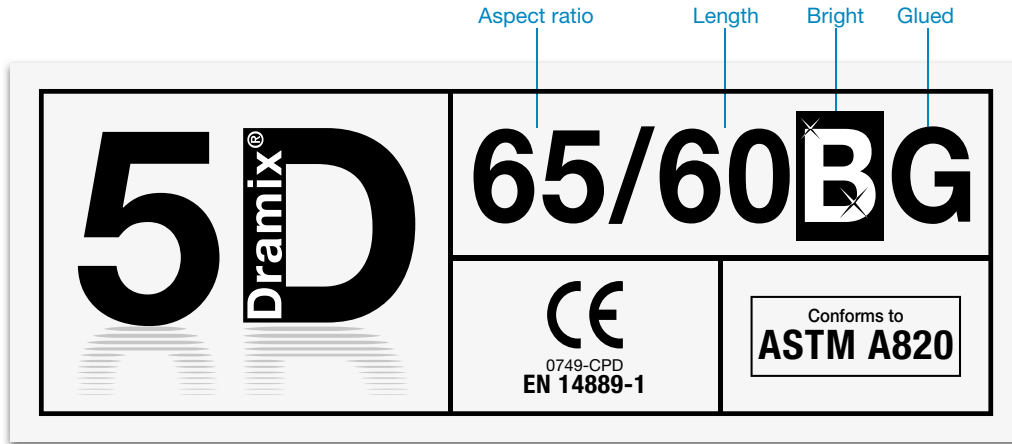 Aspect ratio Length Bright Glued
5D Dramix®
65/60BG
CE
0749-CPD
EN 14889-1
Conforms to
ASTM A820